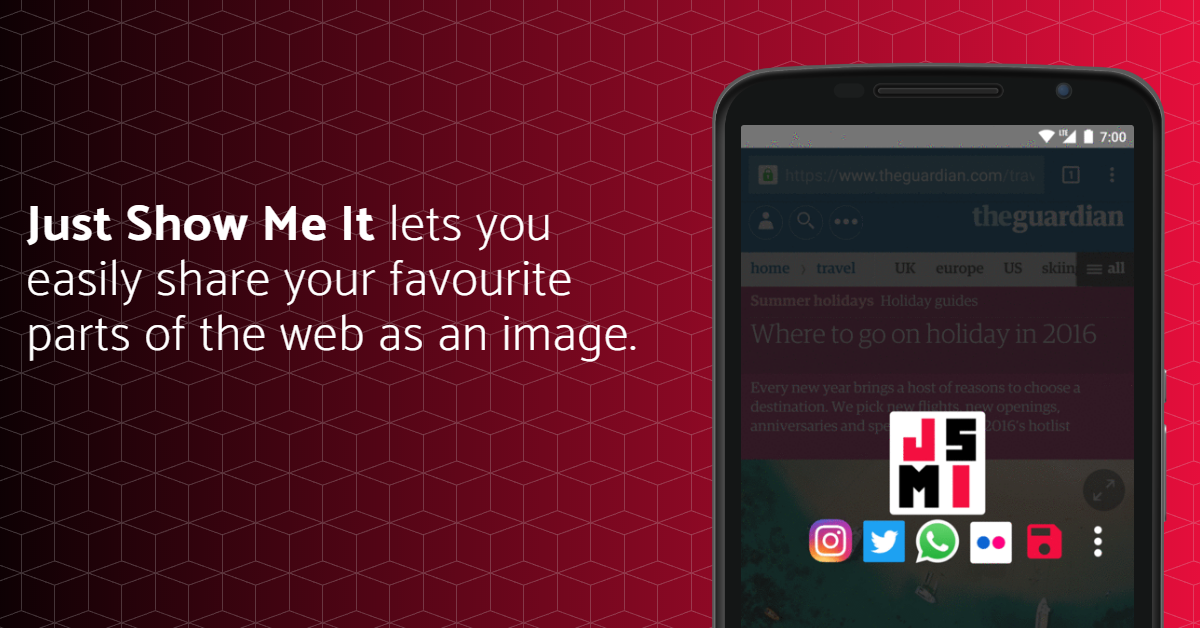 Just Show Me It lets you
easily share your favourite
parts of the web as an image.
LTE 7:00
https://www.theguardian.com/trav
1
theguardian
home › travel UK europe US skiing all
Summer holidays Holiday guides
Where to go on holiday in 2016
Every new year brings a host of reasons to choose a
destination. We pick new flights, new openings,
anniversaries and spe 2016's hotlist
JS
MI